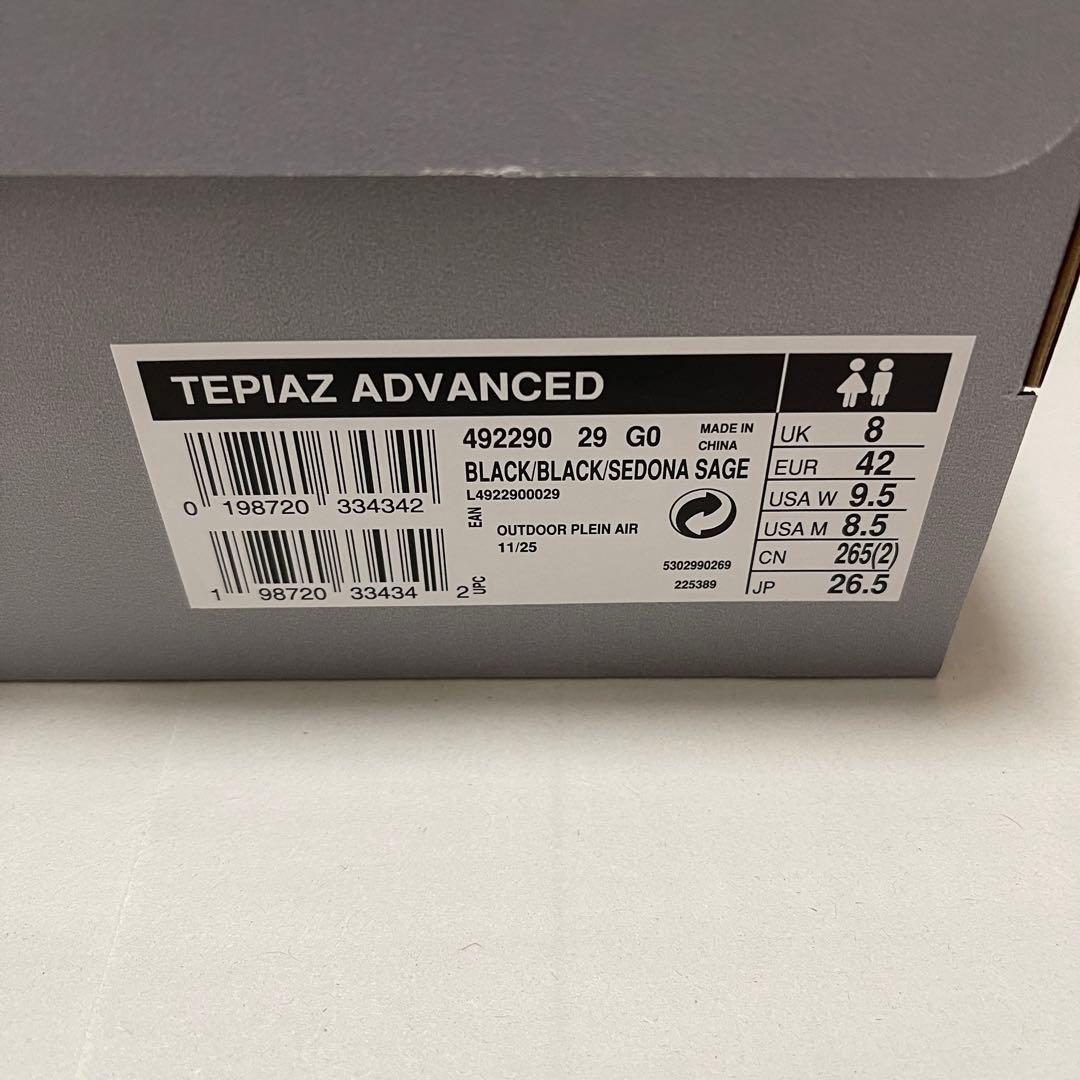 TEPIAZ ADVANCED
492290 29 G0
MADE IN
CHINA
BLACK/BLACK/SEDONA SAGE
L4922900029
0 198720 334342
EAN
OUTDOOR PLEIN AIR
11/25
5302990269
225389
1 98720 33434 2
UPC
UK 8
EUR 42
USA W 9.5
USA M 8.5
CN 265(2)
JP 26.5